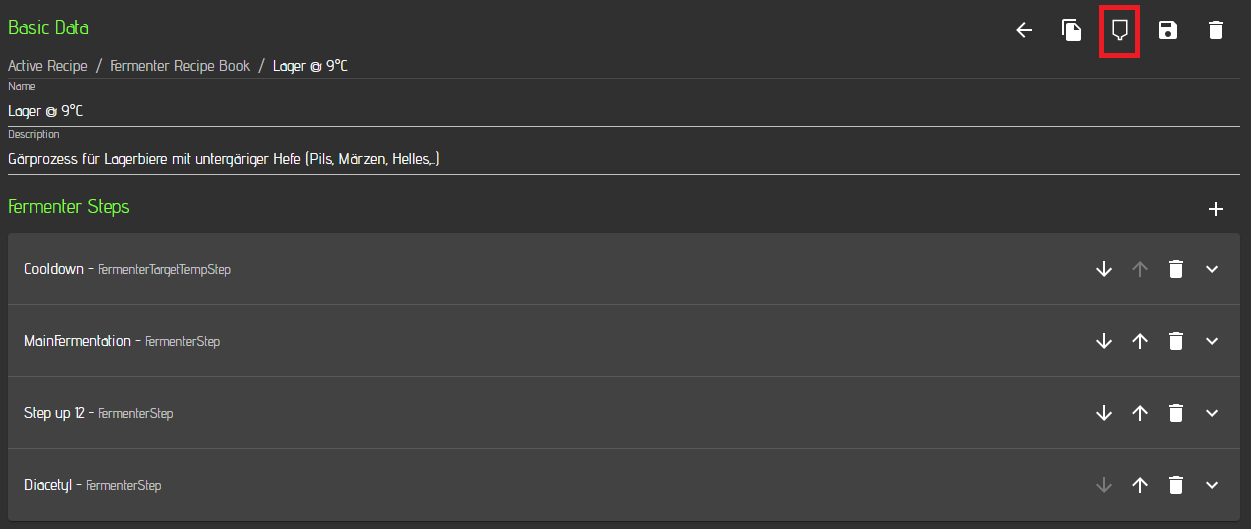 Basic Data
Active Recipe / Fermenter Recipe Book / Lager @ 9°C
Name
Lager @ 9°C
Description
Gärprozess für Lagerbiere mit untergäriger Hefe (Pils, Märzen, Helles,..)
Fermenter Steps
Cooldown - FermenterTargetTempStep
MainFermentation - FermenterStep
Step up 12 - FermenterStep
Diacetyl - FermenterStep